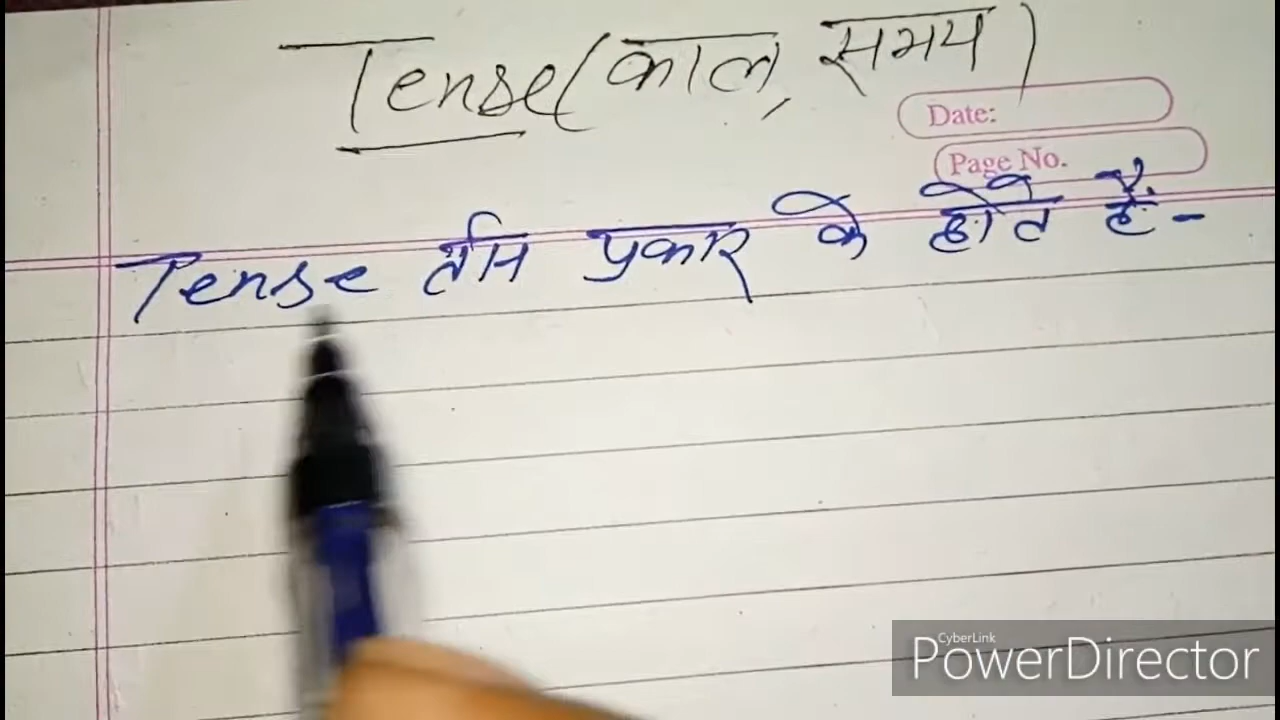 Tense (काल, समय)
Date:
Page No.
Tense तीन प्रकार के होते हैं-
CyberLink
PowerDirector